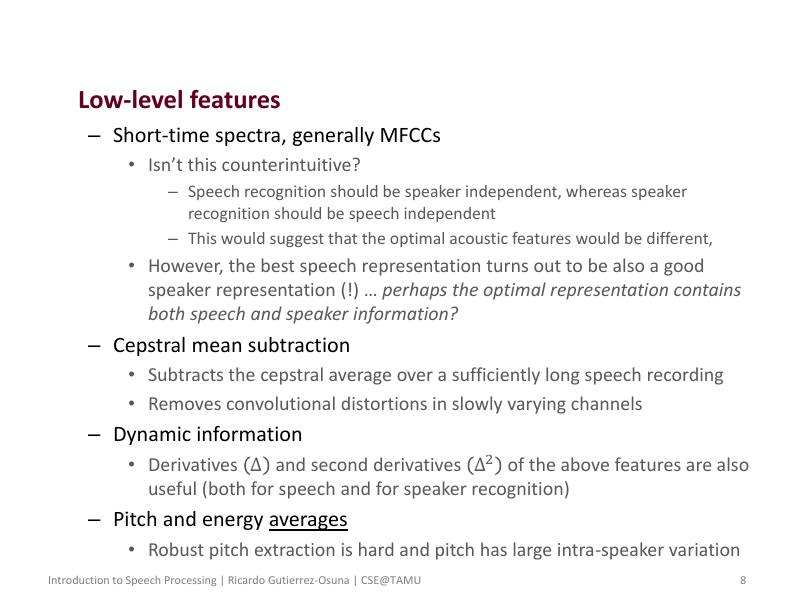 Low-level features
– Short-time spectra, generally MFCCs
• Isn’t this counterintuitive?
– Speech recognition should be speaker independent, whereas speaker
recognition should be speech independent
– This would suggest that the optimal acoustic features would be different,
• However, the best speech representation turns out to be also a good
speaker representation (!) … perhaps the optimal representation contains
both speech and speaker information?
– Cepstral mean subtraction
• Subtracts the cepstral average over a sufficiently long speech recording
• Removes convolutional distortions in slowly varying channels
– Dynamic information
• Derivatives (Δ) and second derivatives (Δ²) of the above features are also
useful (both for speech and for speaker recognition)
– Pitch and energy averages
• Robust pitch extraction is hard and pitch has large intra-speaker variation
Introduction to Speech Processing | Ricardo Gutierrez-Osuna | CSE@TAMU 8